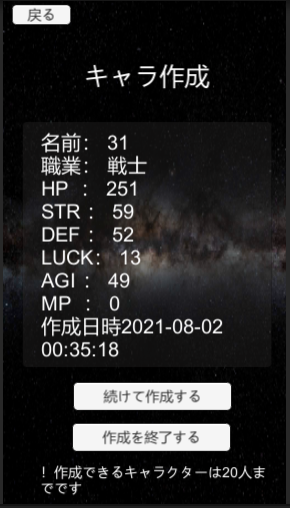 戻る
キャラ作成
名前： 31
職業： 戦士
HP ： 251
STR ： 59
DEF ： 52
LUCK： 13
AGI ： 49
MP ： 0
作成日時2021-08-02
00:35:18
続けて作成する
作成を終了する
！作成できるキャラクターは20人ま
でです